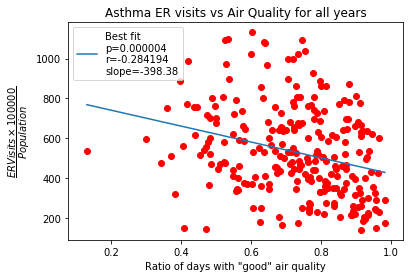 Asthma ER visits vs Air Quality for all years
Best fit
p=0.000004
r=-0.284194
slope=-398.38
1000
800
600
400
200
ERVisits × 100000
Population
0.2 0.4 0.6 0.8 1.0
Ratio of days with "good" air quality